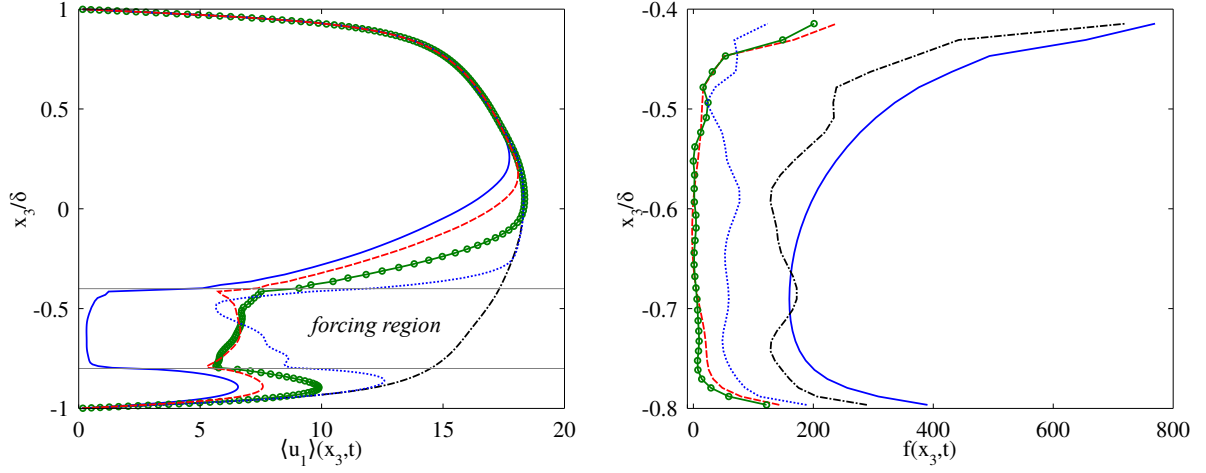 1
0.5
0
-0.5
-1
x₃/δ
forcing region
0 5 10 15 20
⟨u₁⟩(x₃,t)
-0.4
-0.5
-0.6
-0.7
-0.8
x₃/δ
0 200 400 600 800
f(x₃,t)